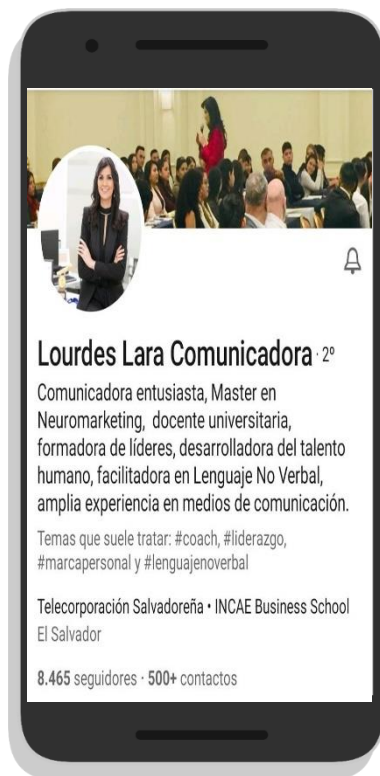 Lourdes Lara Comunicadora · 2º
Comunicadora entusiasta, Master en
Neuromarketing, docente universitaria,
formadora de líderes, desarrolladora del talento
humano, facilitadora en Lenguaje No Verbal,
amplia experiencia en medios de comunicación.
Temas que suele tratar: #coach, #liderazgo,
#marcapersonal y #lenguajenoverbal
Telecorporación Salvadoreña • INCAE Business School
El Salvador
8.465 seguidores · 500+ contactos